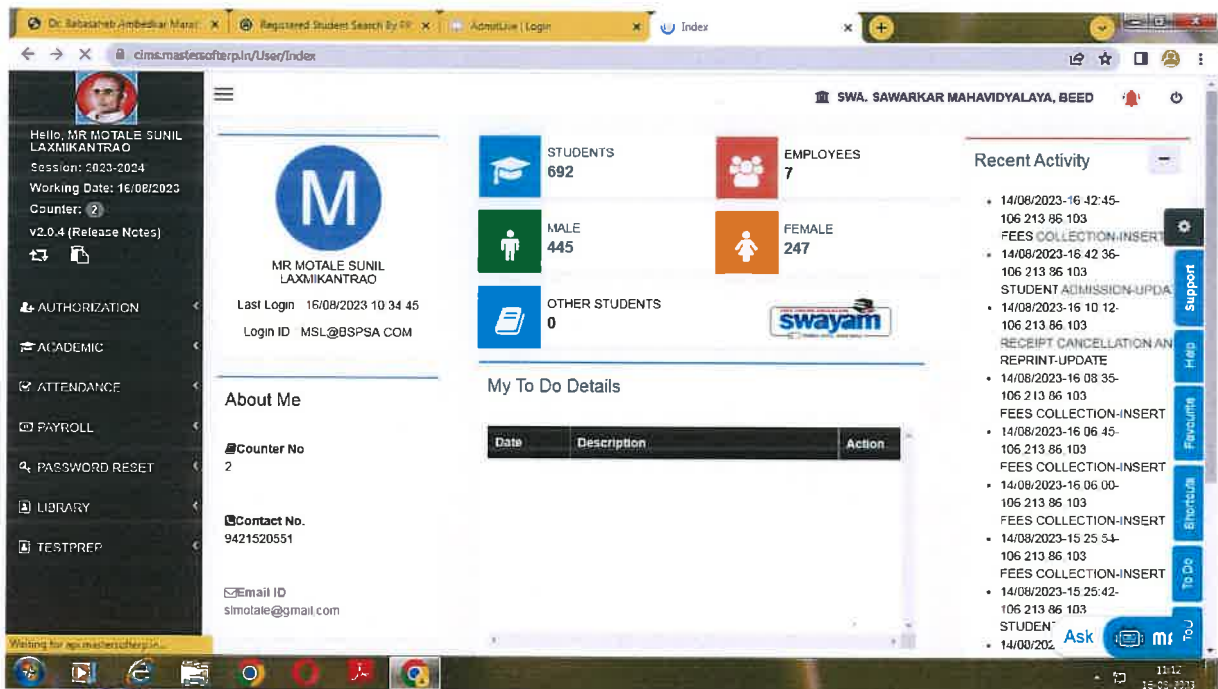 Dr. Babasaheb Ambedkar Marat
Registered Student Search By PR
AdmitLive | Login
Index
cims.mastersofterp.in/User/Index
SWA. SAWARKAR MAHAVIDYALAYA, BEED
Hello, MR MOTALE SUNIL
LAXMIKANTRAO
Session: 2023-2024
Working Date: 16/08/2023
Counter: 2
v2.0.4 (Release Notes)
AUTHORIZATION
ACADEMIC
ATTENDANCE
PAYROLL
PASSWORD RESET
LIBRARY
TESTPREP
M
MR MOTALE SUNIL
LAXMIKANTRAO
Last Login 16/08/2023 10 34 45
Login ID MSL@BSPSA COM
About Me
Counter No
2
Contact No.
9421520551
Email ID
slmotale@gmail.com
STUDENTS
692
EMPLOYEES
7
MALE
445
FEMALE
247
OTHER STUDENTS
0
swayam
My To Do Details
Date Description Action
Recent Activity
14/08/2023-16 42:45-
106 213 86 103
FEES COLLECTION-INSERT
14/08/2023-16 42 36-
106 213 86 103
STUDENT ADMISSION-UPDA
14/08/2023-16 10 12-
106 213.86 103
RECEIPT CANCELLATION AN
REPRINT-UPDATE
14/08/2023-16 08 35-
106 213 86 103
FEES COLLECTION-INSERT
14/08/2023-16 06 45-
106 213 86 103
FEES COLLECTION-INSERT
14/08/2023-16 06 00-
106 213 86 103
FEES COLLECTION-INSERT
14/08/2023-15 25 54-
106 213 86 103
FEES COLLECTION-INSERT
14/08/2023-15 25:42-
106 213 86 103
STUDENT
14/08/202
Support
Help
Favourite
Shortcuts
To Do
ToU
Ask
Waiting for api.mastersofterp.in...
11:12